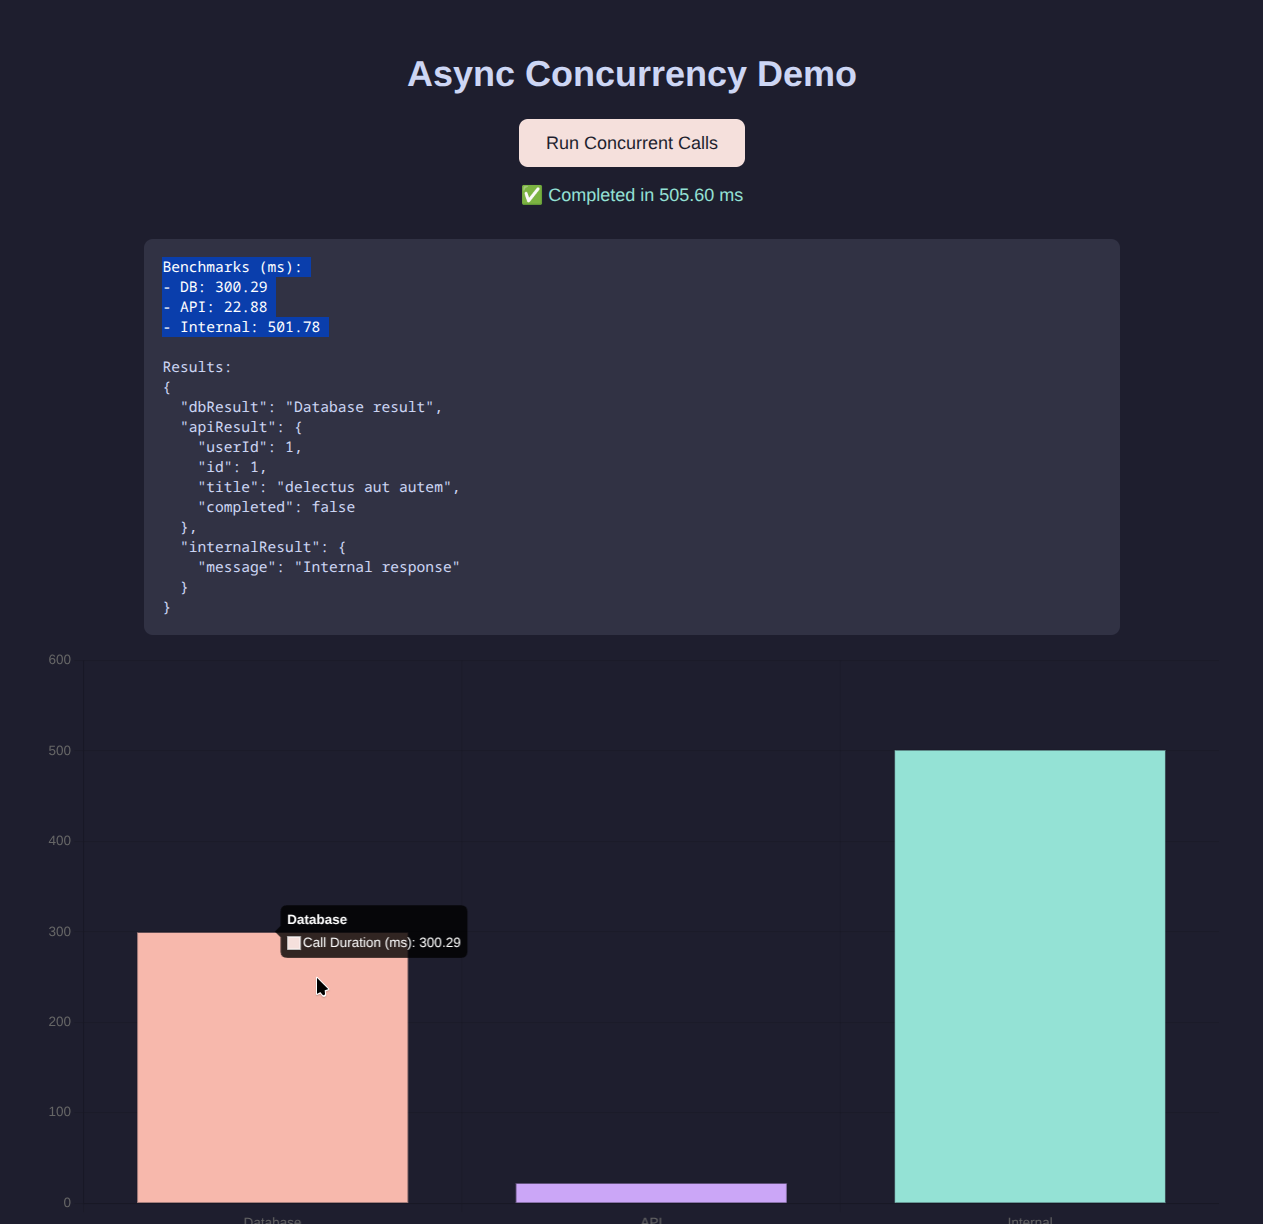 Async Concurrency Demo
Run Concurrent Calls
✅ Completed in 505.60 ms
Benchmarks (ms):
- DB: 300.29
- API: 22.88
- Internal: 501.78
Results:
{
  "dbResult": "Database result",
  "apiResult": {
    "userId": 1,
    "id": 1,
    "title": "delectus aut autem",
    "completed": false
  },
  "internalResult": {
    "message": "Internal response"
  }
}
600
500
400
300
200
100
0
Database
Call Duration (ms): 300.29
Database
API
Internal